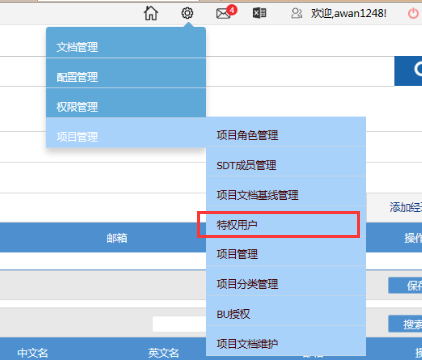 4
欢迎,awan1248!
文档管理
配置管理
权限管理
项目管理
项目角色管理
SDT成员管理
项目文档基线管理
特权用户
项目管理
项目分类管理
BU授权
项目文档维护
添加经
邮箱
操作
保存
搜索
中文名
英文名
邮箱